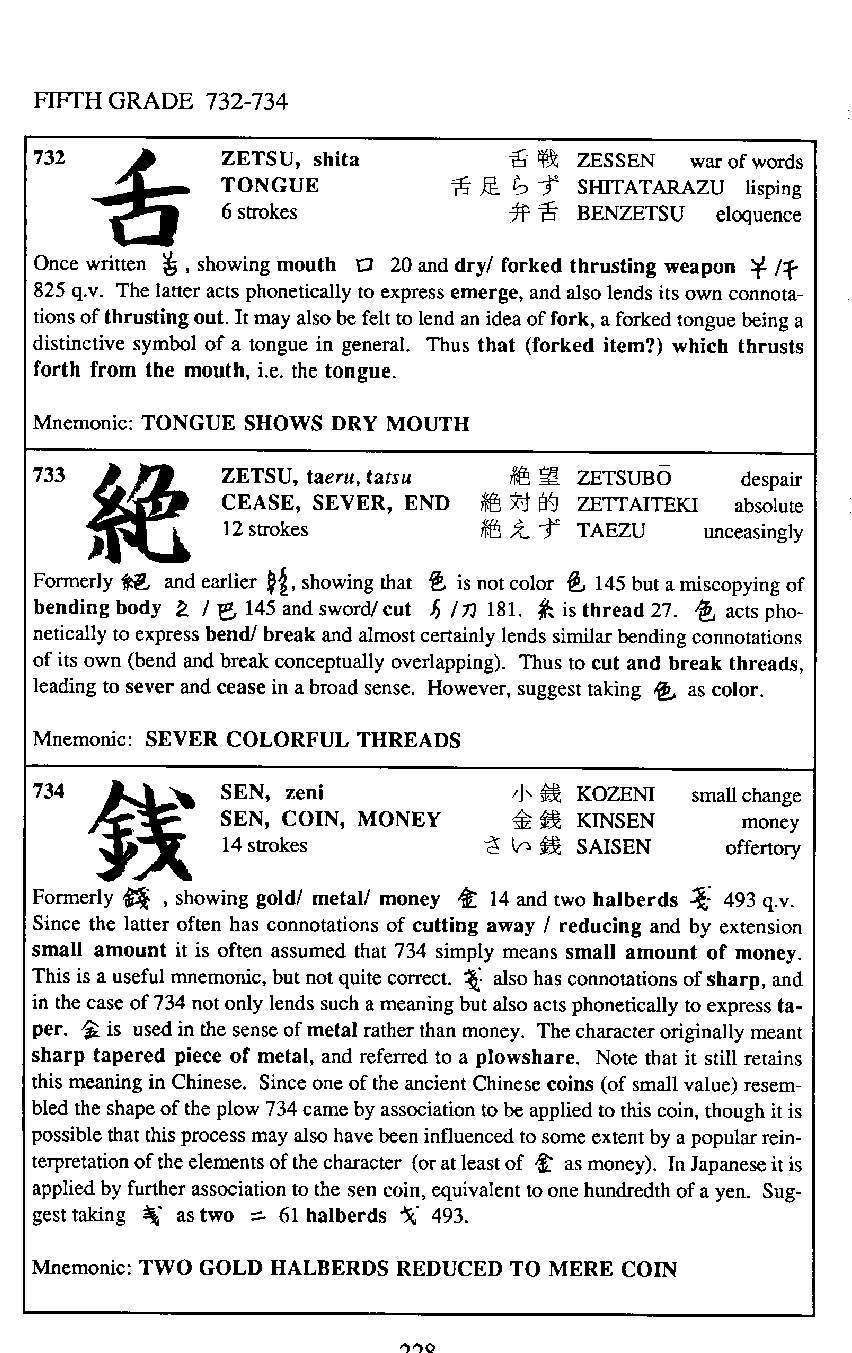 FIFTH GRADE 732-734
732 舌 ZETSU, shita 舌戦 ZESSEN war of words
TONGUE 舌足らず SHITATARAZU lisping
6 strokes 弁舌 BENZETSU eloquence
Once written , showing mouth 口 20 and dry/ forked thrusting weapon /干
825 q.v. The latter acts phonetically to express emerge, and also lends its own connota-
tions of thrusting out. It may also be felt to lend an idea of fork, a forked tongue being a
distinctive symbol of a tongue in general. Thus that (forked item?) which thrusts
forth from the mouth, i.e. the tongue.
Mnemonic: TONGUE SHOWS DRY MOUTH
733 絶 ZETSU, taeru, tatsu 絶望 ZETSUBŌ despair
CEASE, SEVER, END 絶対的 ZETTAITEKI absolute
12 strokes 絶えず TAEZU unceasingly
Formerly and earlier , showing that 色 is not color 色 145 but a miscopying of
bending body / 巴 145 and sword/ cut /刀 181. 糸 is thread 27. 色 acts pho-
netically to express bend/ break and almost certainly lends similar bending connotations
of its own (bend and break conceptually overlapping). Thus to cut and break threads,
leading to sever and cease in a broad sense. However, suggest taking 色 as color.
Mnemonic: SEVER COLORFUL THREADS
734 銭 SEN, zeni 小銭 KOZENI small change
SEN, COIN, MONEY 金銭 KINSEN money
14 strokes さい銭 SAISEN offertory
Formerly 錢 , showing gold/ metal/ money 金 14 and two halberds 戔 493 q.v.
Since the latter often has connotations of cutting away / reducing and by extension
small amount it is often assumed that 734 simply means small amount of money.
This is a useful mnemonic, but not quite correct. 戔 also has connotations of sharp, and
in the case of 734 not only lends such a meaning but also acts phonetically to express ta-
per. 金 is used in the sense of metal rather than money. The character originally meant
sharp tapered piece of metal, and referred to a plowshare. Note that it still retains
this meaning in Chinese. Since one of the ancient Chinese coins (of small value) resem-
bled the shape of the plow 734 came by association to be applied to this coin, though it is
possible that this process may also have been influenced to some extent by a popular rein-
terpretation of the elements of the character (or at least of 金 as money). In Japanese it is
applied by further association to the sen coin, equivalent to one hundredth of a yen. Sug-
gest taking as two 二 61 halberds 戈 493.
Mnemonic: TWO GOLD HALBERDS REDUCED TO MERE COIN
228